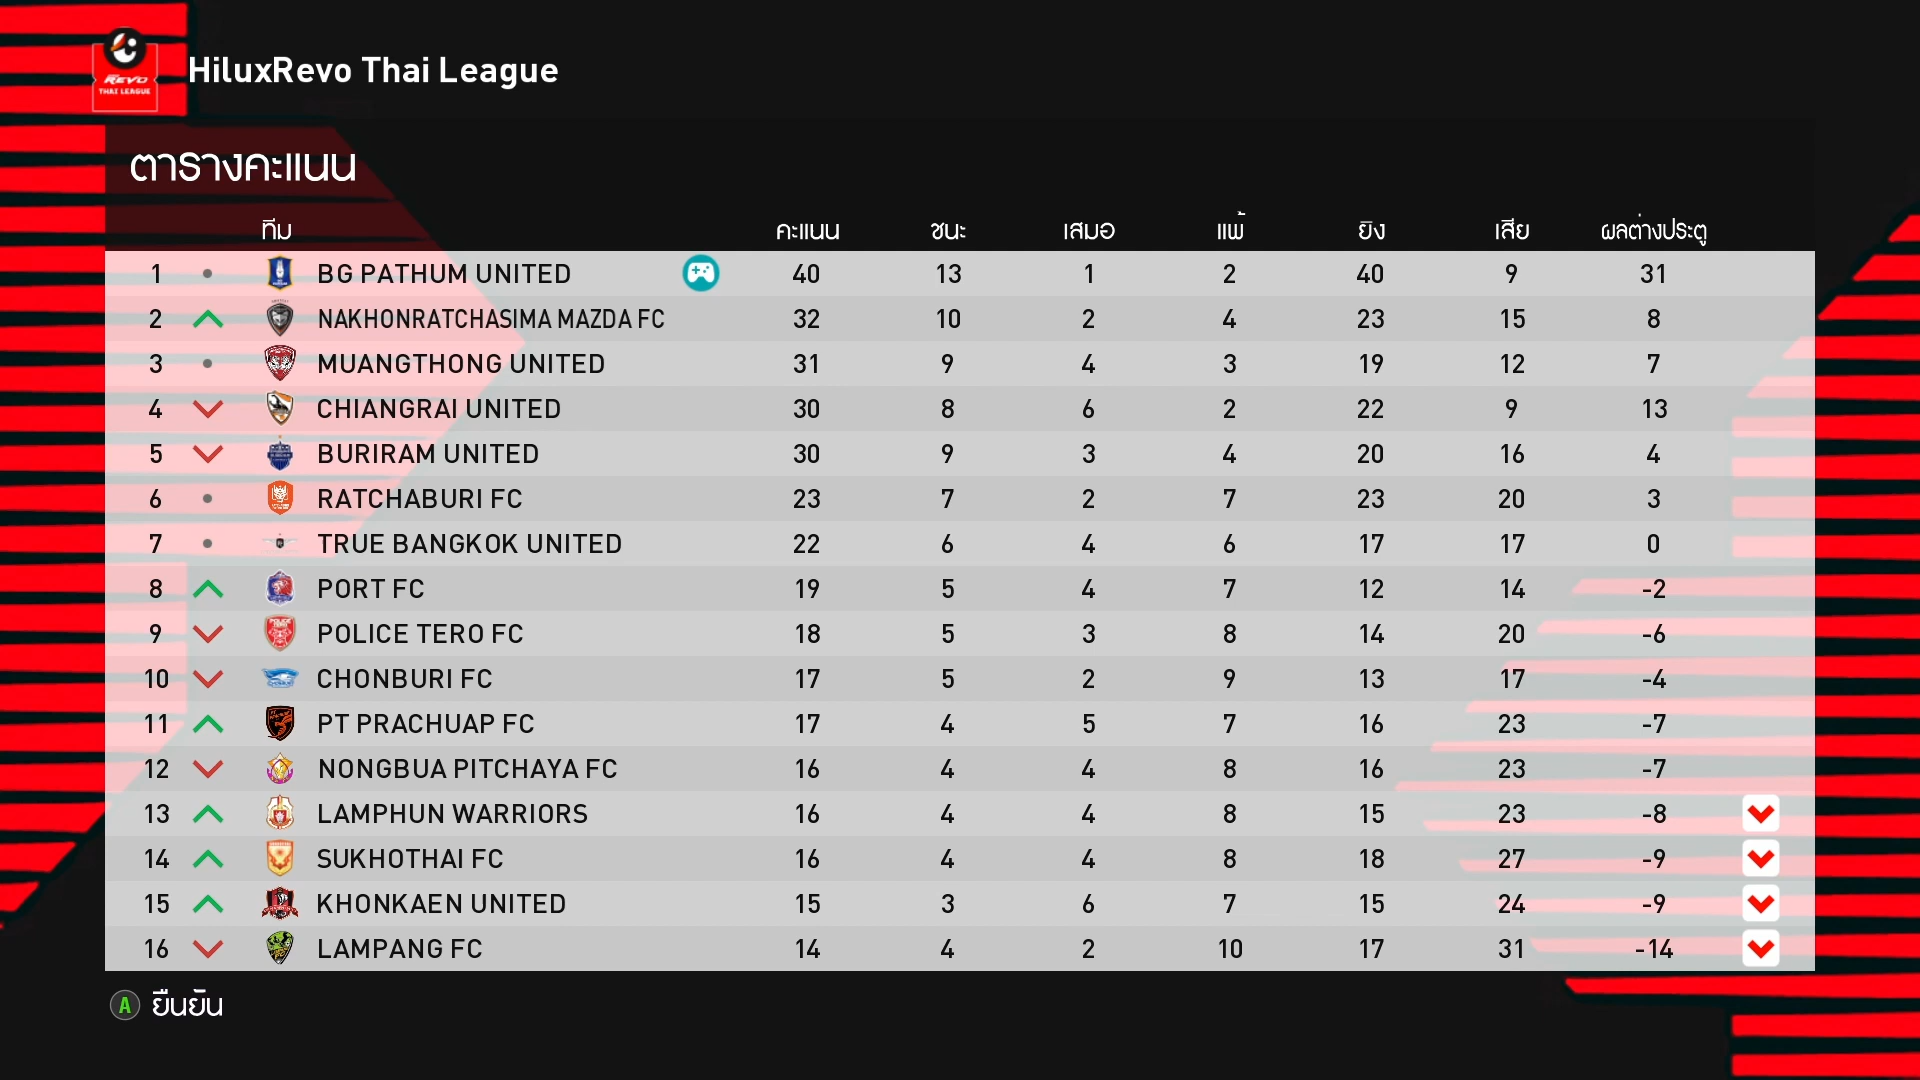 REVO
THAI LEAGUE
HiluxRevo Thai League
ตารางคะแนน
ทีม คะแนน ชนะ เสมอ แพ้ ยิง เสีย ผลต่างประตู
1 BG PATHUM UNITED 40 13 1 2 40 9 31
2 NAKHONRATCHASIMA MAZDA FC 32 10 2 4 23 15 8
3 MUANGTHONG UNITED 31 9 4 3 19 12 7
4 CHIANGRAI UNITED 30 8 6 2 22 9 13
5 BURIRAM UNITED 30 9 3 4 20 16 4
6 RATCHABURI FC 23 7 2 7 23 20 3
7 TRUE BANGKOK UNITED 22 6 4 6 17 17 0
8 PORT FC 19 5 4 7 12 14 -2
9 POLICE TERO FC 18 5 3 8 14 20 -6
10 CHONBURI FC 17 5 2 9 13 17 -4
11 PT PRACHUAP FC 17 4 5 7 16 23 -7
12 NONGBUA PITCHAYA FC 16 4 4 8 16 23 -7
13 LAMPHUN WARRIORS 16 4 4 8 15 23 -8
14 SUKHOTHAI FC 16 4 4 8 18 27 -9
15 KHONKAEN UNITED 15 3 6 7 15 24 -9
16 LAMPANG FC 14 4 2 10 17 31 -14
A ยืนยัน